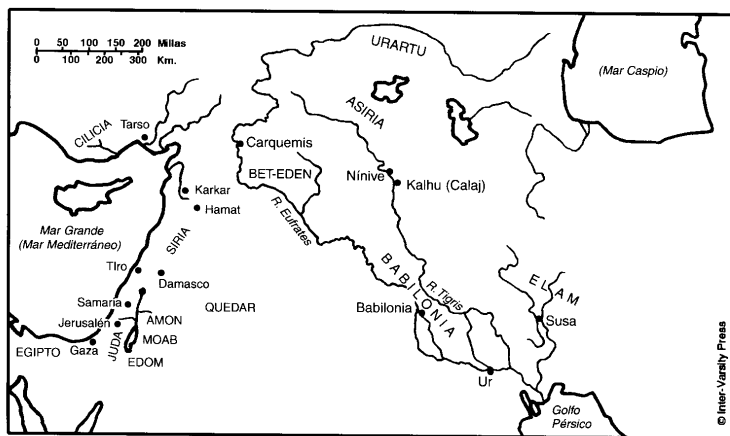 0 50 100 150 200 Millas
0 100 200 300 Km.
URARTU
(Mar Caspio)
ASIRIA
CILICIA
Tarso
Carquemis
BET-EDEN
Nínive
Kalhu (Calaj)
Karkar
Hamat
R. Eufrates
Mar Grande
(Mar Mediterráneo)
SIRIA
TIro
Damasco
BABILONIA
R. Tigris
ELAM
Samaria
QUEDAR
Babilonia
Susa
Jerusalén
AMON
JUDA
MOAB
EGIPTO
Gaza
EDOM
Ur
Golfo
Pérsico
© Inter-Varsity Press